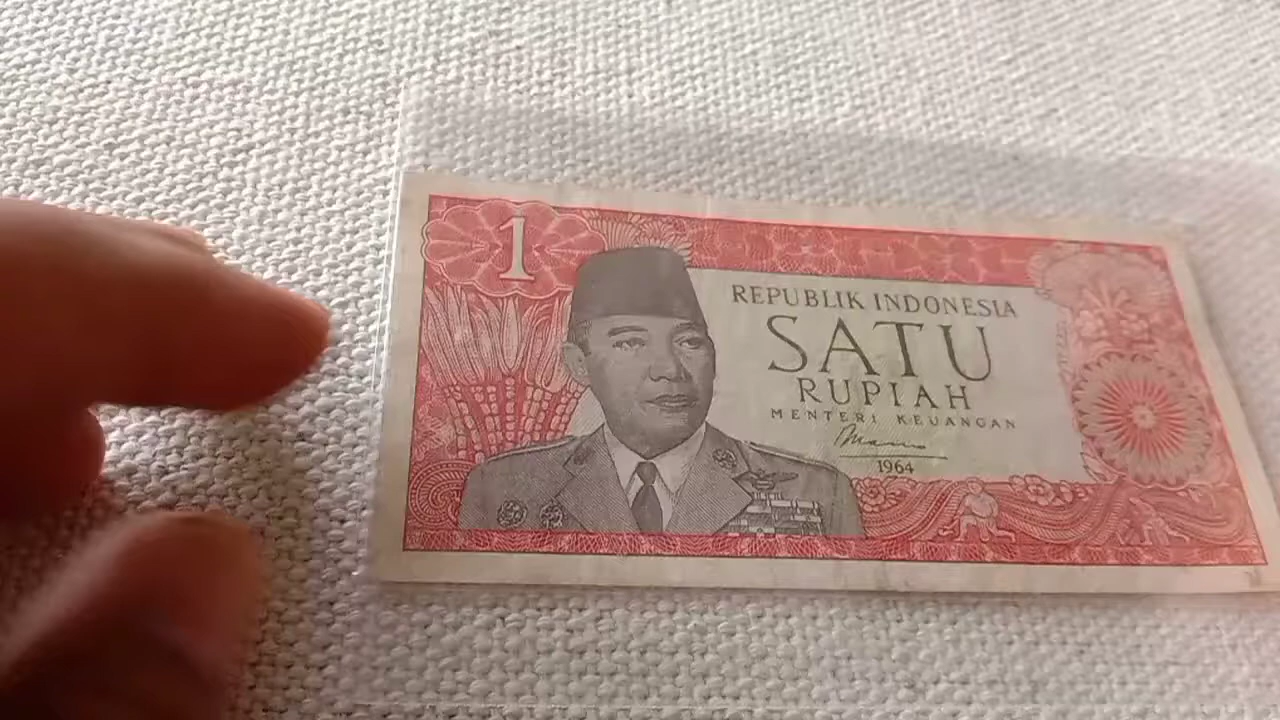 1
REPUBLIK INDONESIA
SATU
RUPIAH
MENTERI KEUANGAN
1964